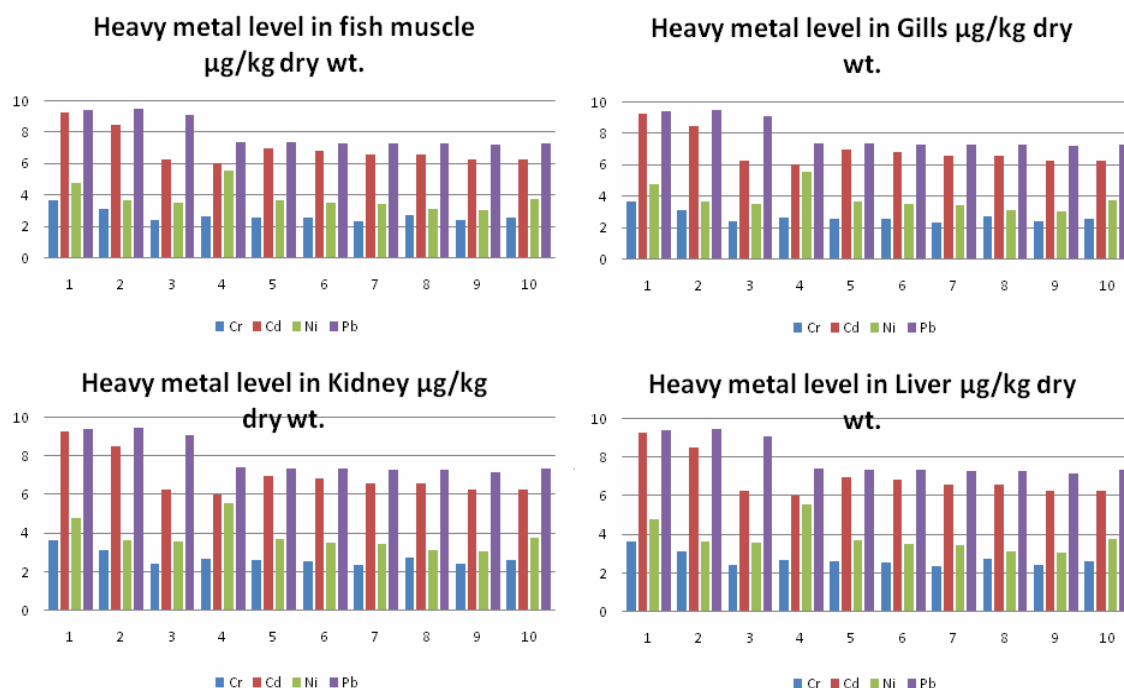 Heavy metal level in fish muscle
µg/kg dry wt.
10
8
6
4
2
0
1 2 3 4 5 6 7 8 9 10
Cr Cd Ni Pb
Heavy metal level in Gills µg/kg dry
wt.
10
8
6
4
2
0
1 2 3 4 5 6 7 8 9 10
Cr Cd Ni Pb
Heavy metal level in Kidney µg/kg
dry wt.
10
8
6
4
2
0
1 2 3 4 5 6 7 8 9 10
Cr Cd Ni Pb
Heavy metal level in Liver µg/kg dry
wt.
10
8
6
4
2
0
1 2 3 4 5 6 7 8 9 10
Cr Cd Ni Pb